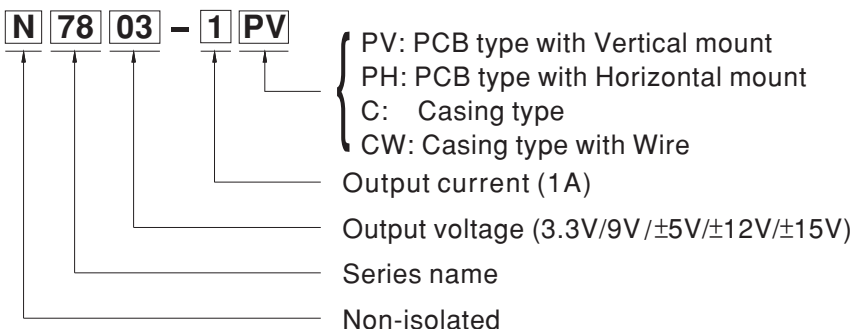 N 78 03 – 1 PV
PV: PCB type with Vertical mount
PH: PCB type with Horizontal mount
C: Casing type
CW: Casing type with Wire
Output current (1A)
Output voltage (3.3V/9V/±5V/±12V/±15V)
Series name
Non-isolated